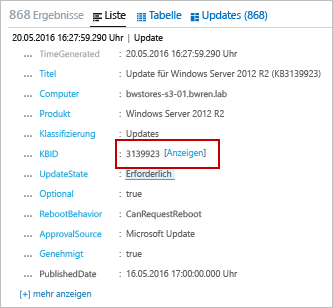 868 Ergebnisse Liste Tabelle Updates (868)
20.05.2016 16:27:59.290 Uhr | Update
... TimeGenerated : 20.05.2016 16:27:59.290 Uhr
... Titel : Update für Windows Server 2012 R2 (KB3139923)
... Computer : bwstores-s3-01.bwren.lab
... Produkt : Windows Server 2012 R2
... Klassifizierung : Updates
... KBID : 3139923 [Anzeigen]
... UpdateState : Erforderlich
... Optional : true
... RebootBehavior : CanRequestReboot
... ApprovalSource : Microsoft Update
... Genehmigt : true
... PublishedDate : 16.05.2016 17:00:00.000 Uhr
[+] mehr anzeigen